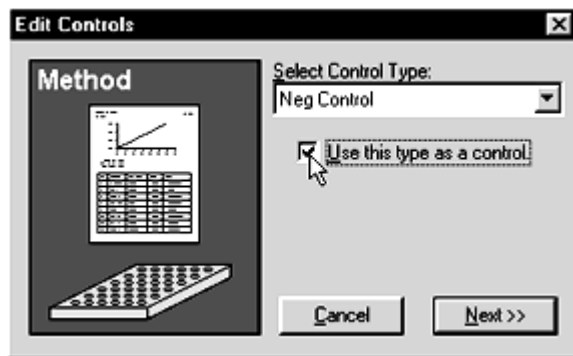 Edit Controls
Method
Select Control Type:
Neg Control
Use this type as a control.
Cancel
Next >>